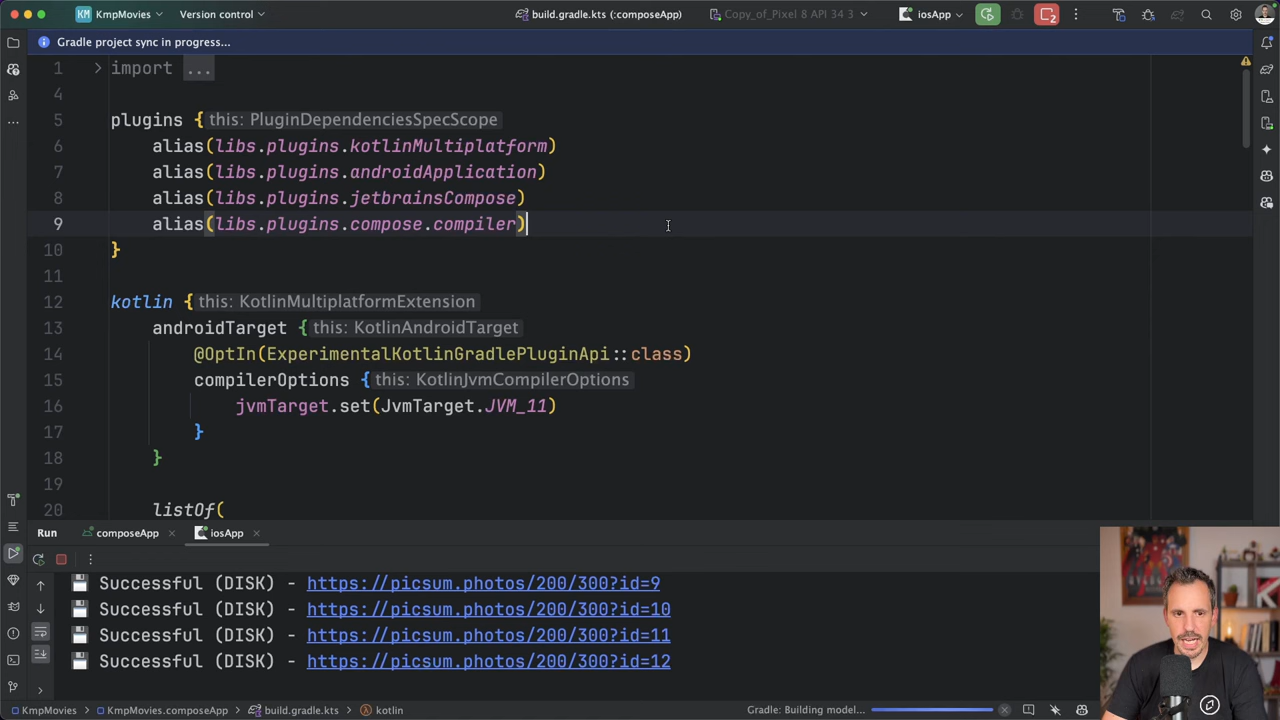 KmpMovies
Version control
build.gradle.kts (:composeApp)
Copy_of_Pixel 8 API 34 3
iosApp
2
Gradle project sync in progress...
1 import ...
4
5 plugins { this: PluginDependenciesSpecScope
6 alias(libs.plugins.kotlinMultiplatform)
7 alias(libs.plugins.androidApplication)
8 alias(libs.plugins.jetbrainsCompose)
9 alias(libs.plugins.compose.compiler)
10 }
11
12 kotlin { this: KotlinMultiplatformExtension
13 androidTarget { this: KotlinAndroidTarget
14 @OptIn(ExperimentalKotlinGradlePluginApi::class)
15 compilerOptions { this: KotlinJvmCompilerOptions
16 jvmTarget.set(JvmTarget.JVM_11)
17 }
18 }
19
20 listOf(
Run composeApp iosApp
Successful (DISK) - https://picsum.photos/200/300?id=9
Successful (DISK) - https://picsum.photos/200/300?id=10
Successful (DISK) - https://picsum.photos/200/300?id=11
Successful (DISK) - https://picsum.photos/200/300?id=12
KmpMovies > KmpMovies.composeApp > build.gradle.kts > kotlin
Gradle: Building model...